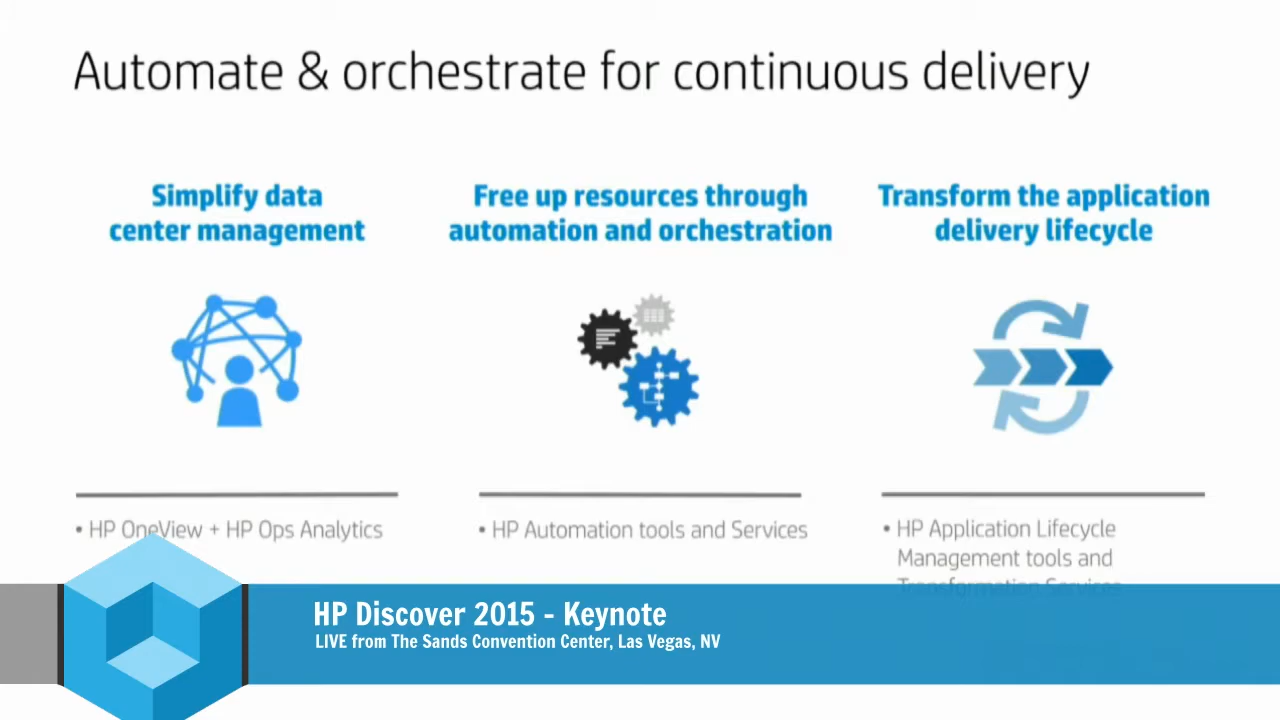 Automate & orchestrate for continuous delivery
Simplify data
center management
Free up resources through
automation and orchestration
Transform the application
delivery lifecycle
• HP OneView + HP Ops Analytics
• HP Automation tools and Services
• HP Application Lifecycle
Management tools and
Transformation Services
HP Discover 2015 - Keynote
LIVE from The Sands Convention Center, Las Vegas, NV